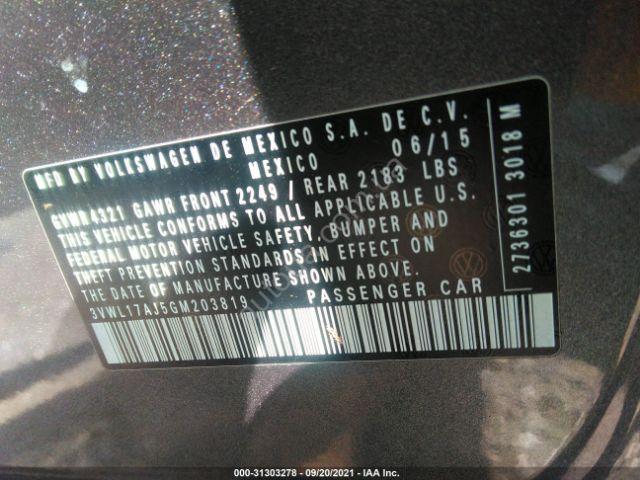 MFD BY VOLKSWAGEN DE MEXICO S.A. DE C.V.
MEXICO 06/15
GVWR 4321 GAWR FRONT 2249 / REAR 2183 LBS
THIS VEHICLE CONFORMS TO ALL APPLICABLE U.S.
FEDERAL MOTOR VEHICLE SAFETY, BUMPER AND
THEFT PREVENTION STANDARDS IN EFFECT ON
THE DATE OF MANUFACTURE SHOWN ABOVE.
3VWL17AJ5GM203819 PASSENGER CAR
2736301 3018 M
000-31303278 - 09/20/2021 - IAA Inc.